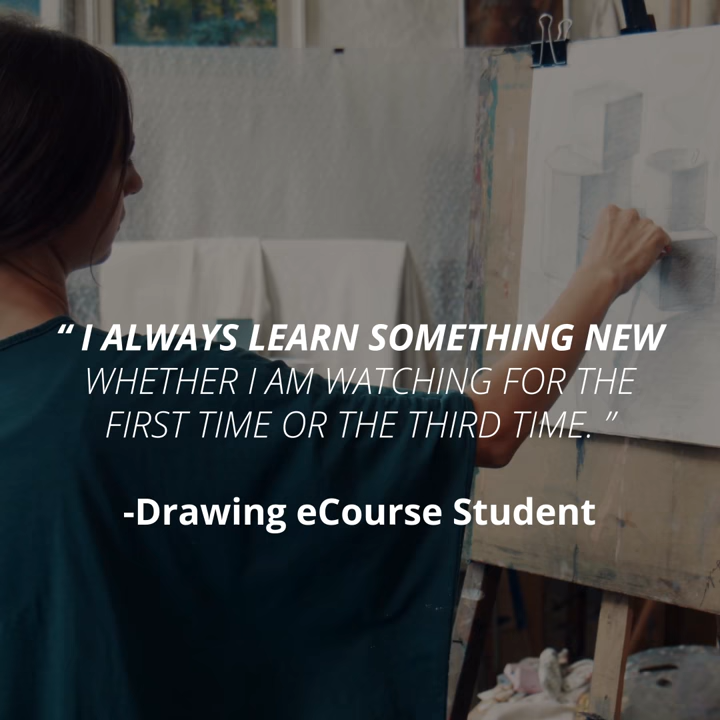 “ I ALWAYS LEARN SOMETHING NEW
WHETHER I AM WATCHING FOR THE
FIRST TIME OR THE THIRD TIME. ”
-Drawing eCourse Student